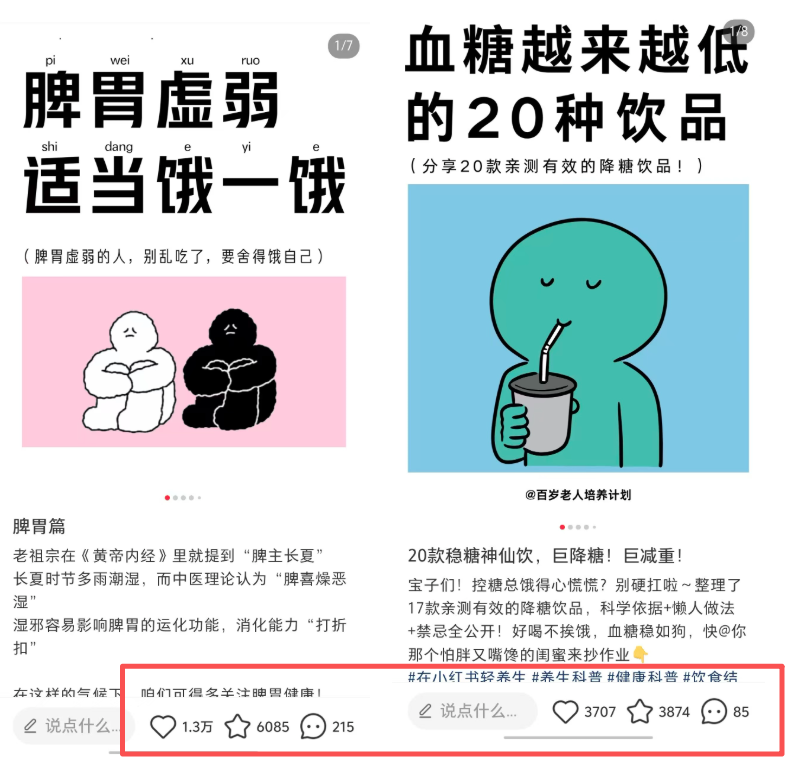 1/7
pi wei xu ruo
脾胃虚弱
shi dang e yi e
适当饿一饿
(脾胃虚弱的人，别乱吃了，要舍得饿自己)
脾胃篇
老祖宗在《黄帝内经》里就提到“脾主长夏”
长夏时节多雨潮湿，而中医理论认为“脾喜燥恶
湿”
湿邪容易影响脾胃的运化功能，消化能力“打折
扣”
在这样的气候下，咱们可得多关注脾胃健康！
说点什么...
1.3万
6085
215
1/8
血糖越来越低
的20种饮品
(分享20款亲测有效的降糖饮品！)
@百岁老人培养计划
20款稳糖神仙饮，巨降糖！巨减重！
宝子们！控糖总饿得心慌慌？别硬扛啦～整理了
17款亲测有效的降糖饮品，科学依据+懒人做法
+禁忌全公开！好喝不挨饿，血糖稳如狗，快@你
那个怕胖又嘴馋的闺蜜来抄作业👇
#在小红书轻养生 #养生科普 #健康科普 #饮食结
说点什么...
3707
3874
85